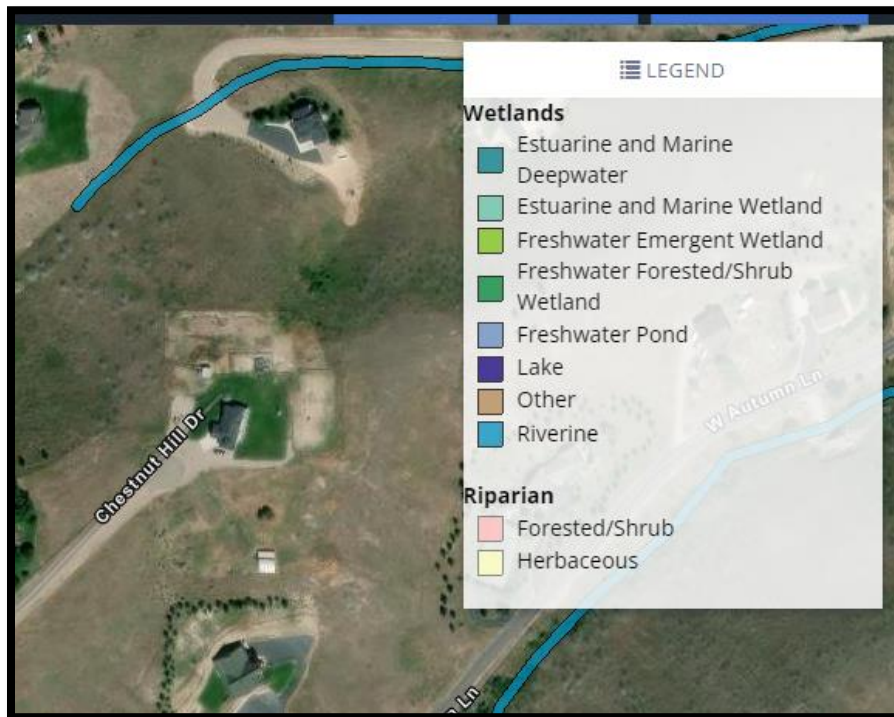 LEGEND
Wetlands
Estuarine and Marine
Deepwater
Estuarine and Marine Wetland
Freshwater Emergent Wetland
Freshwater Forested/Shrub
Wetland
Freshwater Pond
Lake
Other
Riverine
Riparian
Forested/Shrub
Herbaceous
W Autumn Ln
Chestnut Hill Dr
Ln